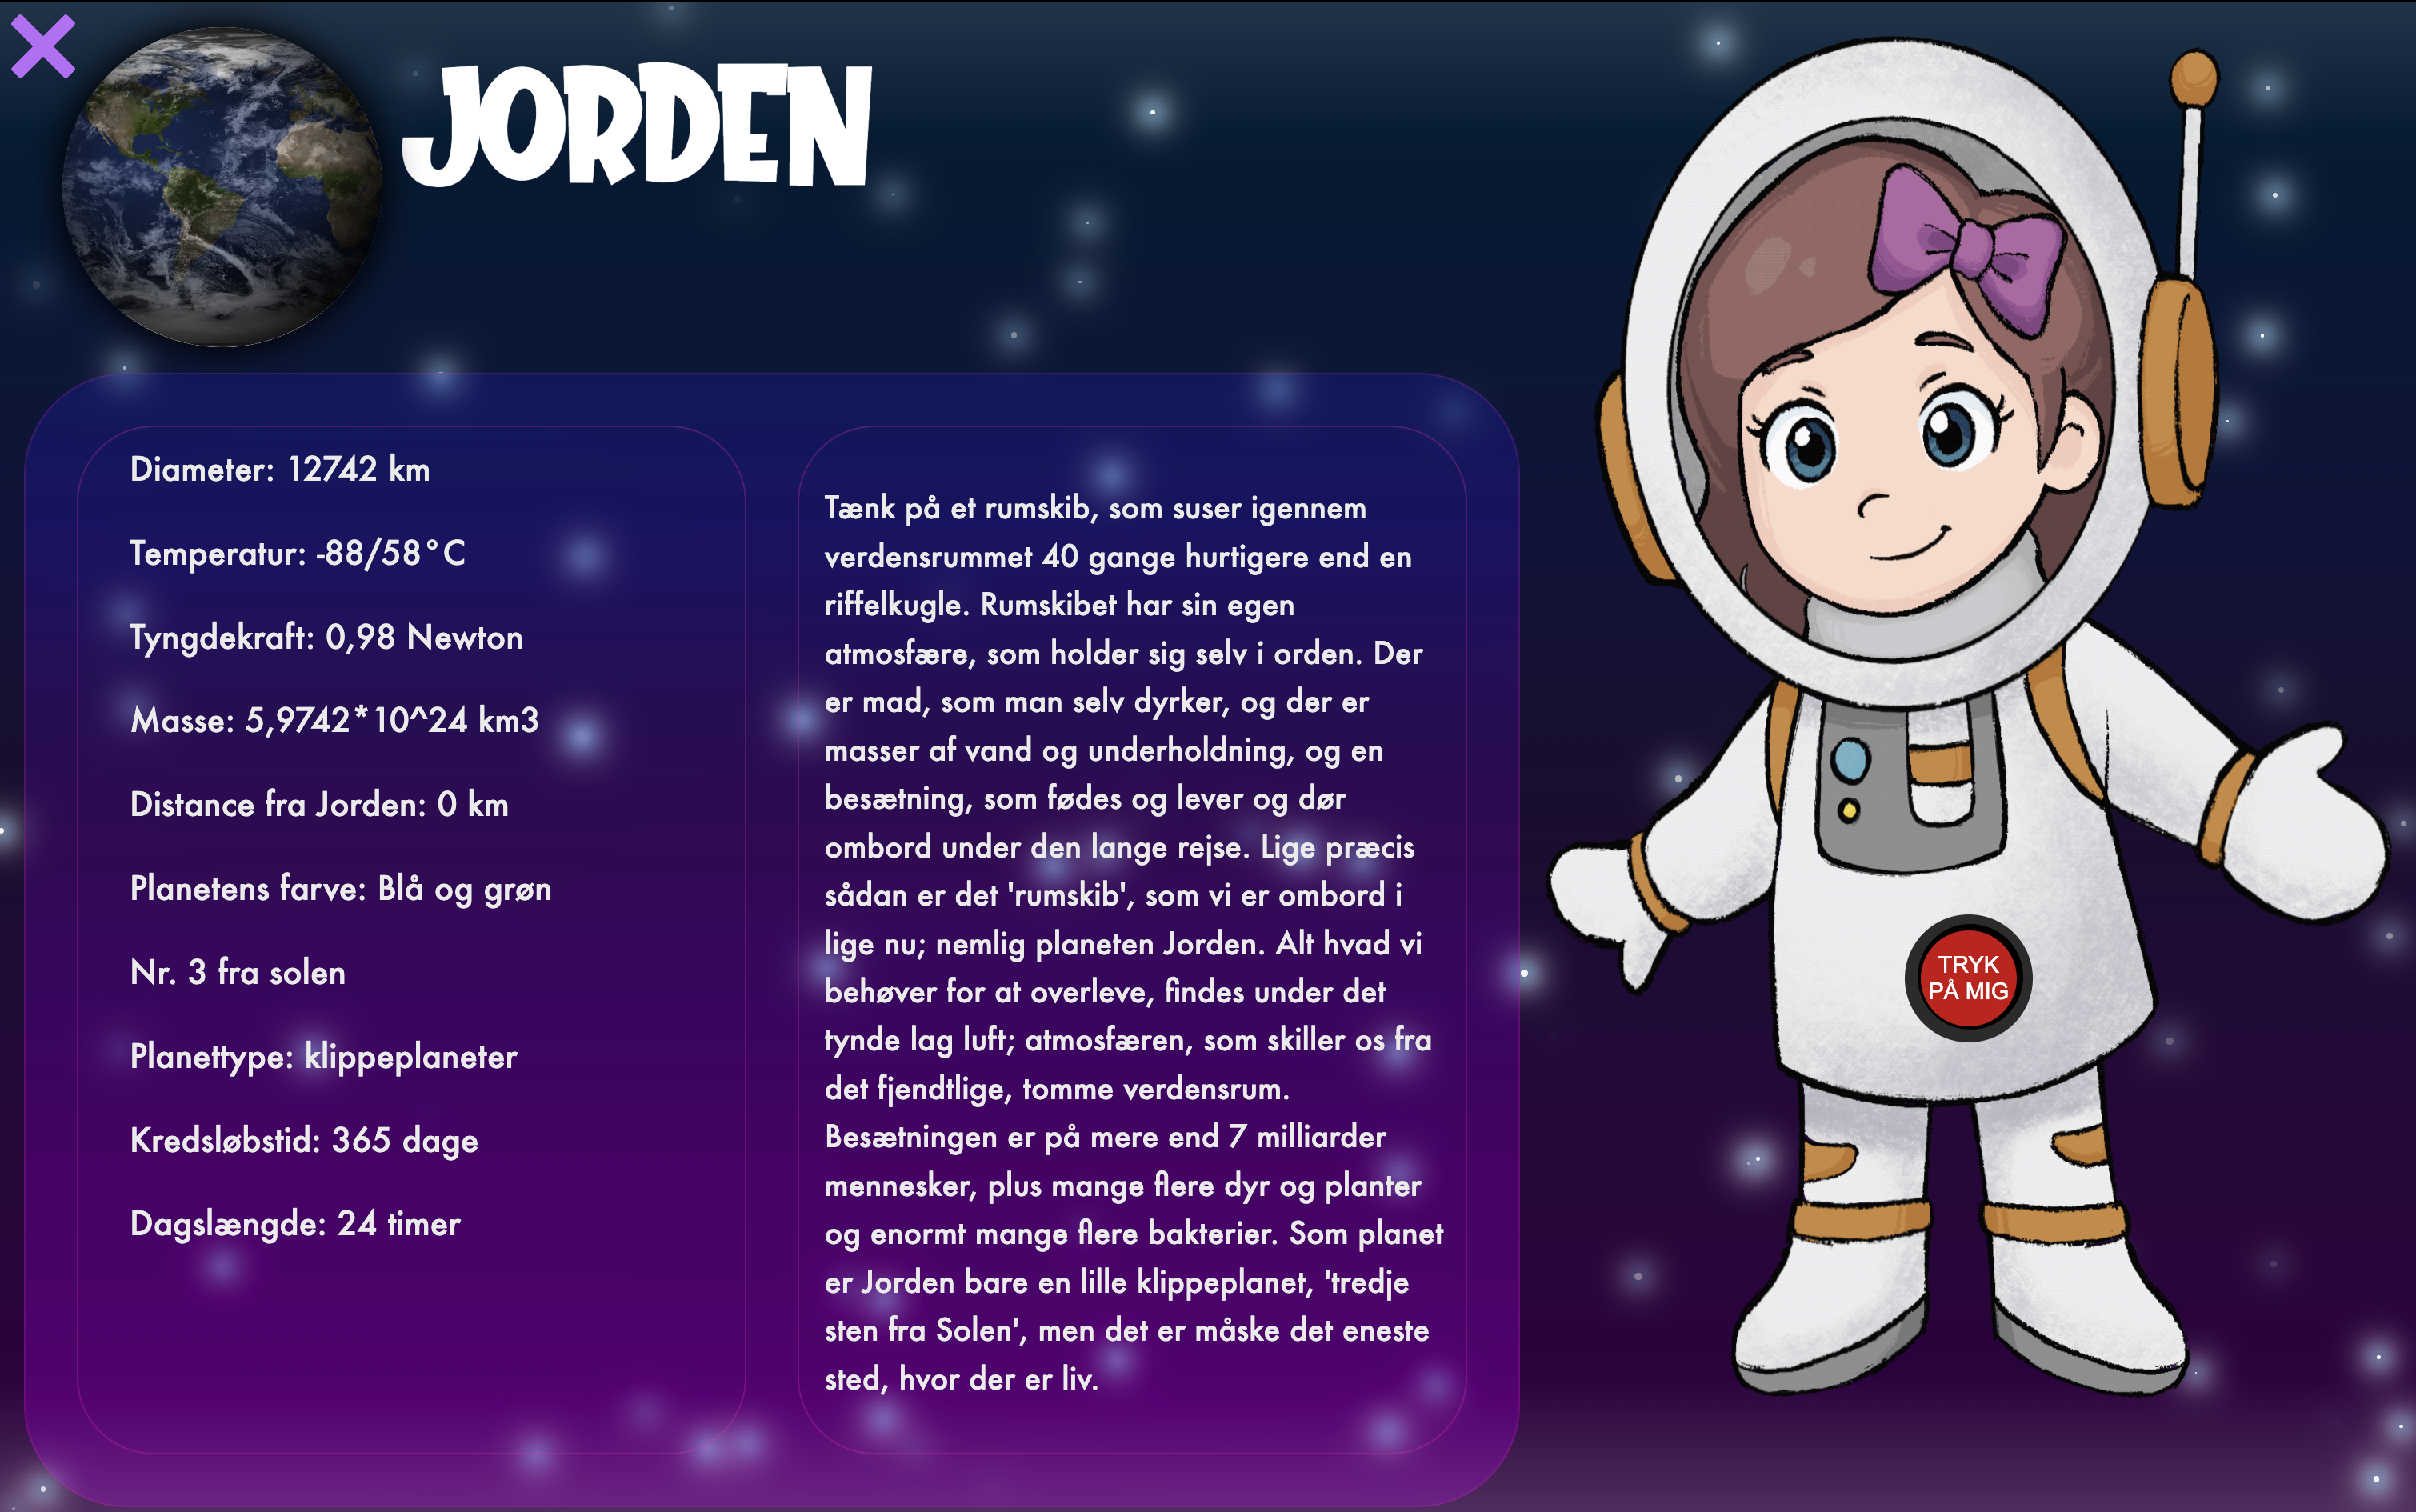 JORDEN
Diameter: 12742 km
Temperatur: -88/58°C
Tyngdekraft: 0,98 Newton
Masse: 5,9742*10^24 km3
Distance fra Jorden: 0 km
Planetens farve: Blå og grøn
Nr. 3 fra solen
Planettype: klippeplaneter
Kredsløbstid: 365 dage
Dagslængde: 24 timer
Tænk på et rumskib, som suser igennem
verdensrummet 40 gange hurtigere end en
riffelkugle. Rumskibet har sin egen
atmosfære, som holder sig selv i orden. Der
er mad, som man selv dyrker, og der er
masser af vand og underholdning, og en
besætning, som fødes og lever og dør
ombord under den lange rejse. Lige præcis
sådan er det 'rumskib', som vi er ombord i
lige nu; nemlig planeten Jorden. Alt hvad vi
behøver for at overleve, findes under det
tynde lag luft; atmosfæren, som skiller os fra
det fjendtlige, tomme verdensrum.
Besætningen er på mere end 7 milliarder
mennesker, plus mange flere dyr og planter
og enormt mange flere bakterier. Som planet
er Jorden bare en lille klippeplanet, 'tredje
sten fra Solen', men det er måske det eneste
sted, hvor der er liv.
TRYK
PÅ MIG